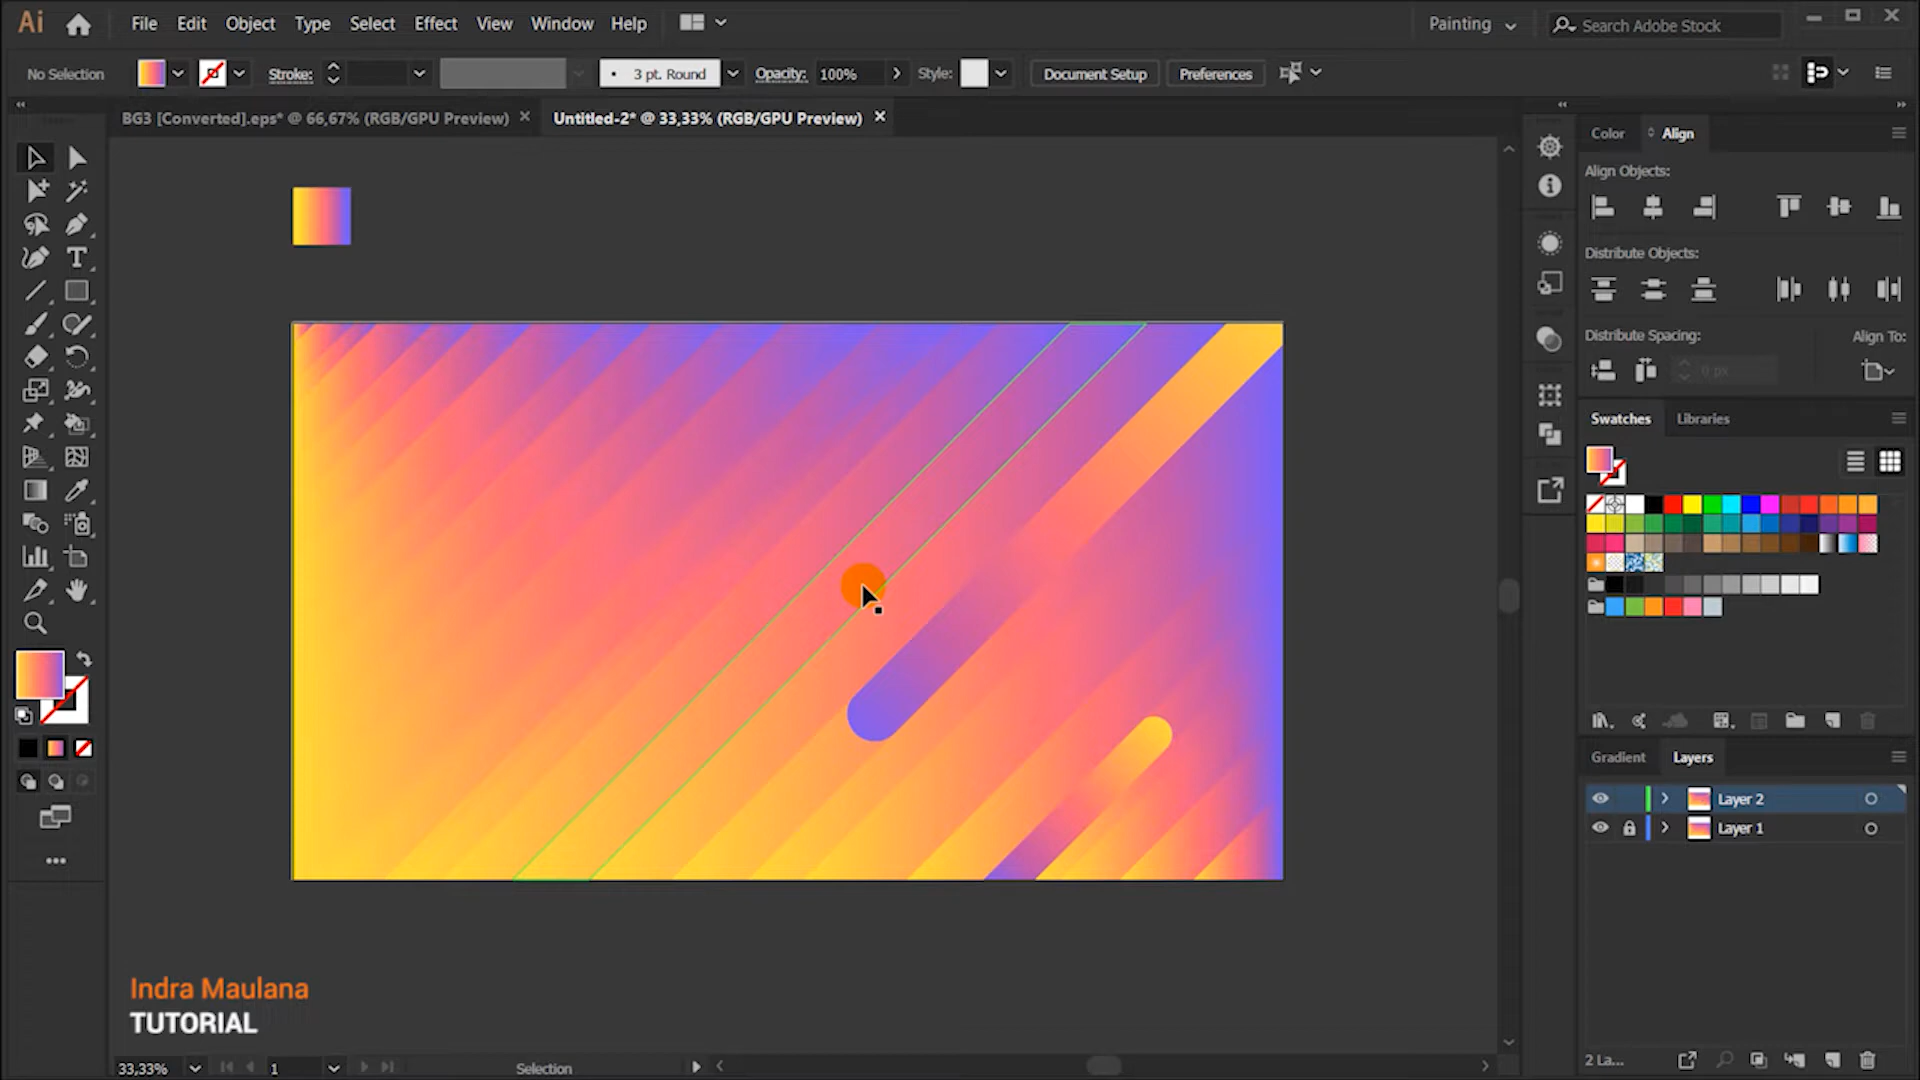 Ai
File Edit Object Type Select Effect View Window Help
Painting
Search Adobe Stock
No Selection
Stroke:
3 pt. Round
Opacity: 100%
Style:
Document Setup
Preferences
BG3 [Converted].eps* @ 66,67% (RGB/GPU Preview)
Untitled-2* @ 33,33% (RGB/GPU Preview)
Color
Align
Align Objects:
Distribute Objects:
Distribute Spacing:
Align To:
0 px
Swatches
Libraries
Gradient
Layers
Layer 2
Layer 1
Indra Maulana
TUTORIAL
33,33%
1
Selection
2 La...